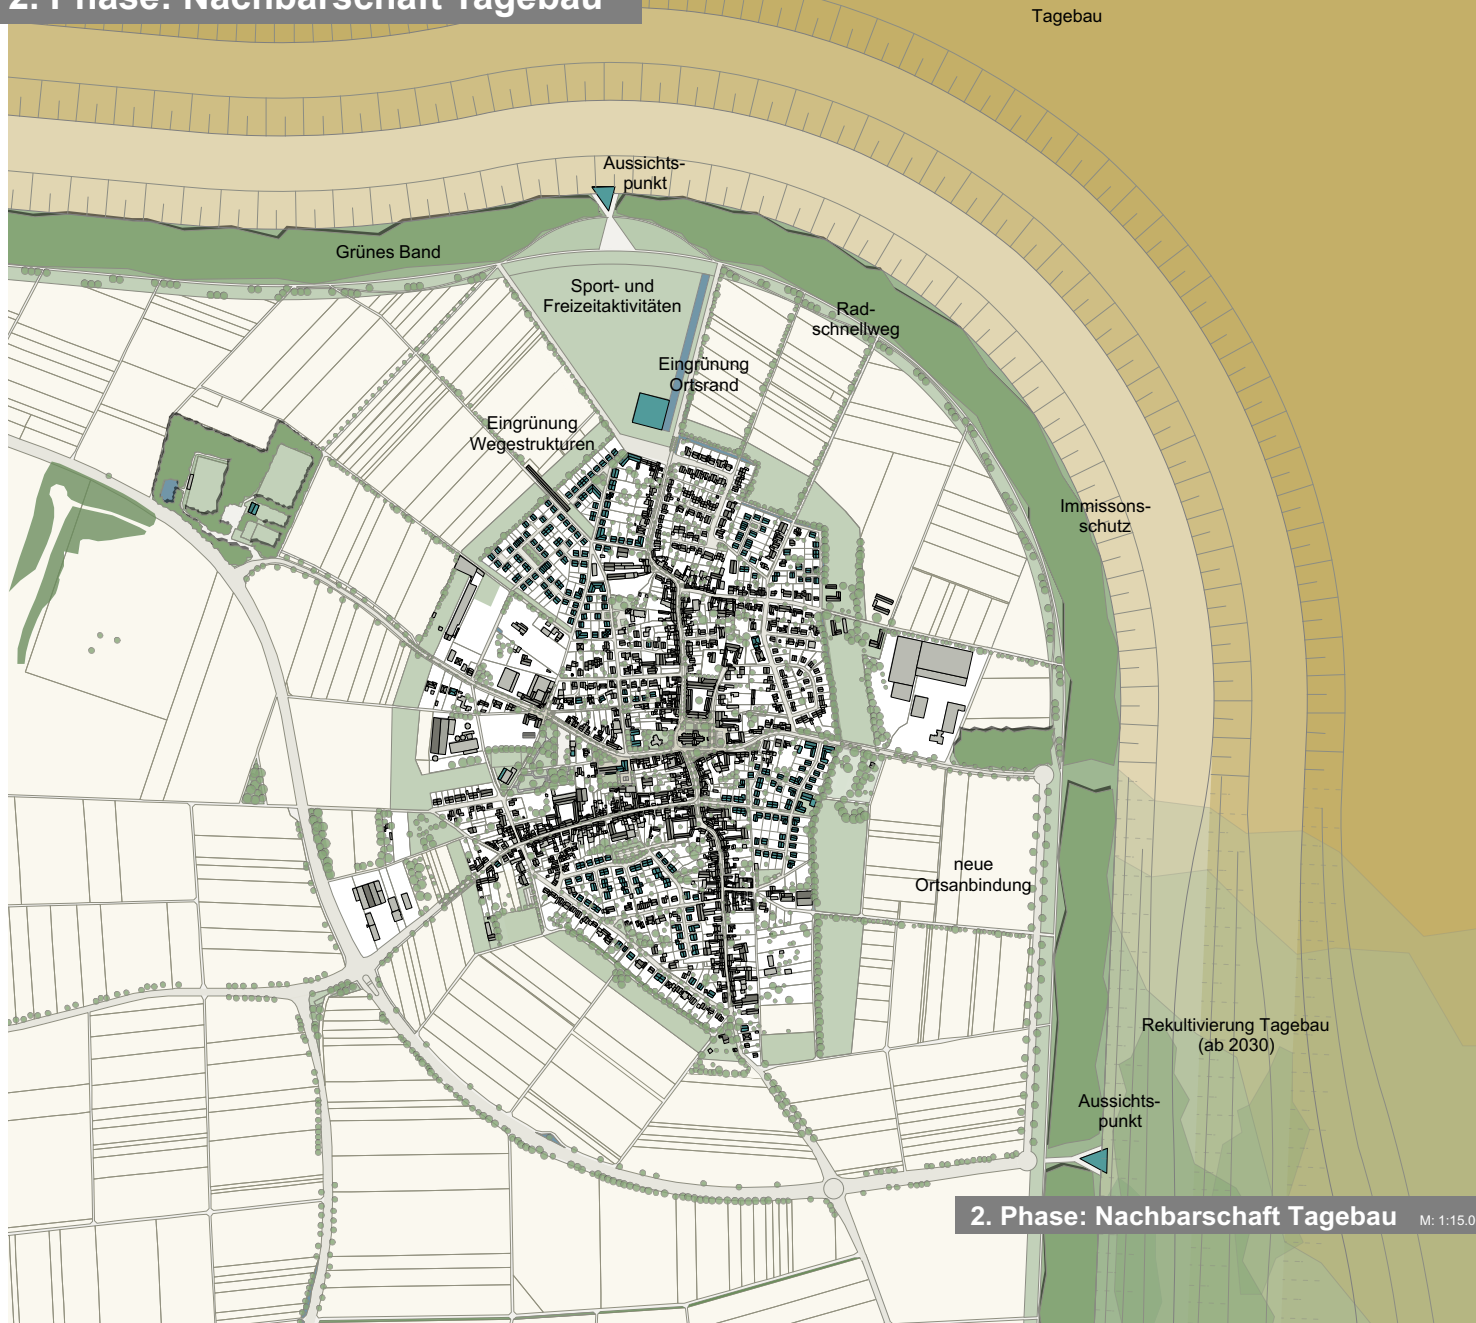 2. Phase: Nachbarschaft Tagebau
Tagebau
Aussichts-
punkt
Grünes Band
Sport- und
Freizeitaktivitäten
Rad-
schnellweg
Eingrünung
Ortsrand
Eingrünung
Wegestrukturen
Immissons-
schutz
neue
Ortsanbindung
Rekultivierung Tagebau
(ab 2030)
Aussichts-
punkt
2. Phase: Nachbarschaft Tagebau M: 1:15.0